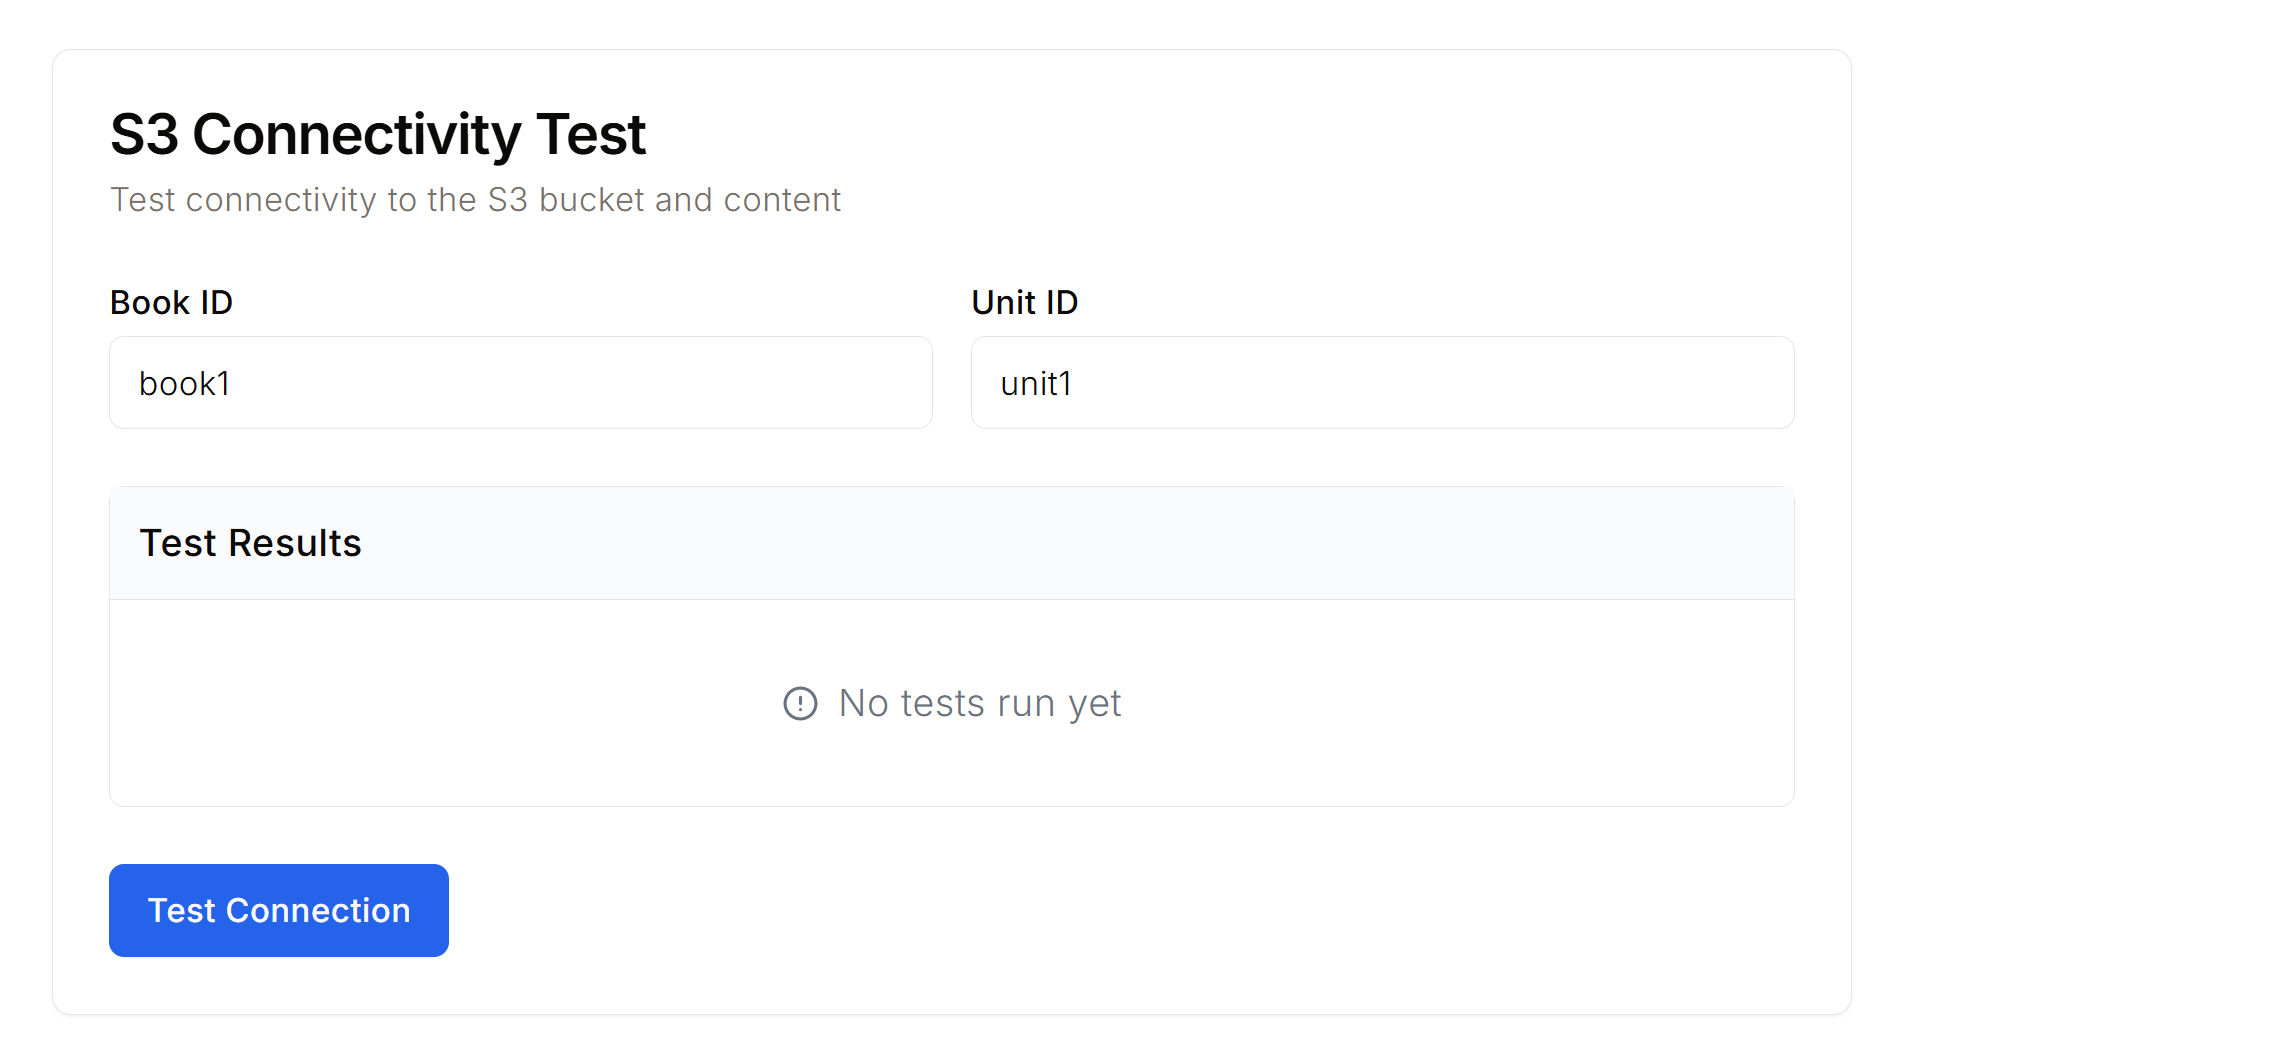 S3 Connectivity Test
Test connectivity to the S3 bucket and content
Book ID
book1
Unit ID
unit1
Test Results
No tests run yet
Test Connection